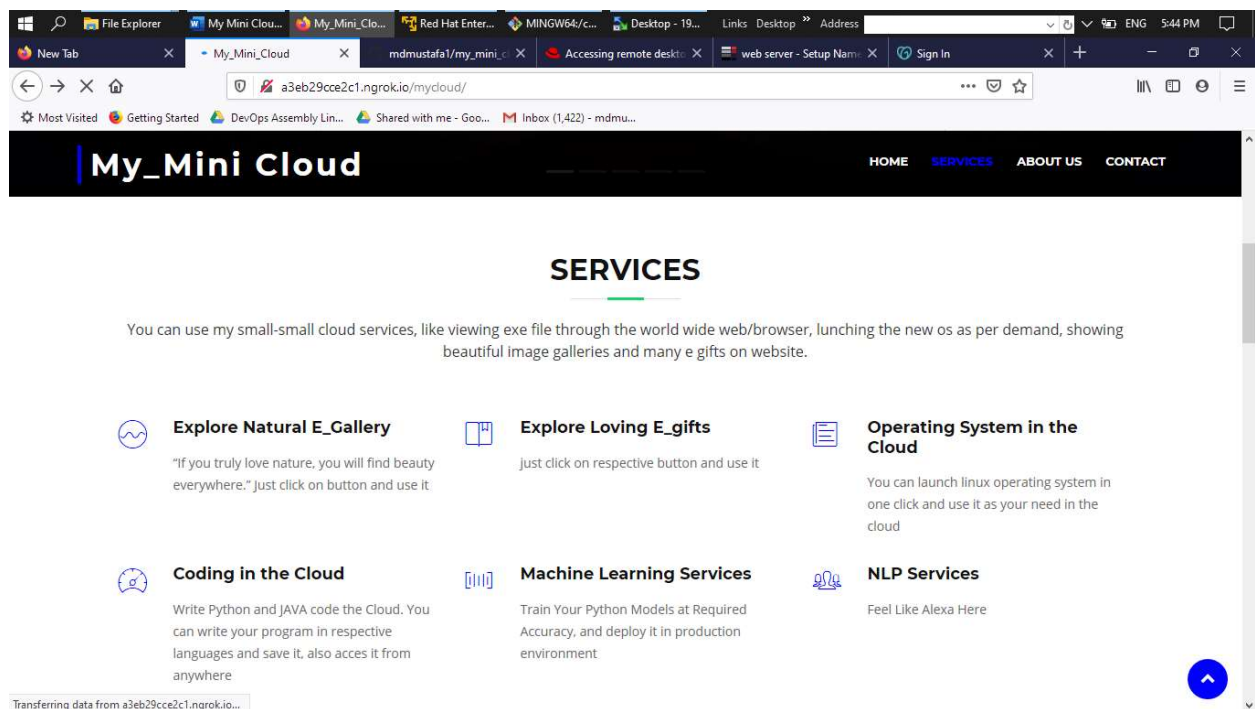 File Explorer My Mini Clou... My_Mini_Clo... Red Hat Enter... MINGW64:/c... Desktop - 19... Links Desktop » Address ENG 5:44 PM
New Tab My_Mini_Cloud mdmustafa1/my_mini_cl Accessing remote deskto web server - Setup Name Sign In
a3eb29cce2c1.ngrok.io/mycloud/
Most Visited Getting Started DevOps Assembly Lin... Shared with me - Goo... Inbox (1,422) - mdmu...
My_Mini Cloud HOME SERVICES ABOUT US CONTACT
SERVICES
You can use my small-small cloud services, like viewing exe file through the world wide web/browser, lunching the new os as per demand, showing
beautiful image galleries and many e gifts on website.
Explore Natural E_Gallery
“If you truly love nature, you will find beauty
everywhere.” Just click on button and use it
Explore Loving E_gifts
just click on respective button and use it
Operating System in the
Cloud
You can launch linux operating system in
one click and use it as your need in the
cloud
Coding in the Cloud
Write Python and JAVA code the Cloud. You
can write your program in respective
languages and save it, also acces it from
anywhere
Machine Learning Services
Train Your Python Models at Required
Accuracy, and deploy it in production
environment
NLP Services
Feel Like Alexa Here
Transferring data from a3eb29cce2c1.ngrok.io...